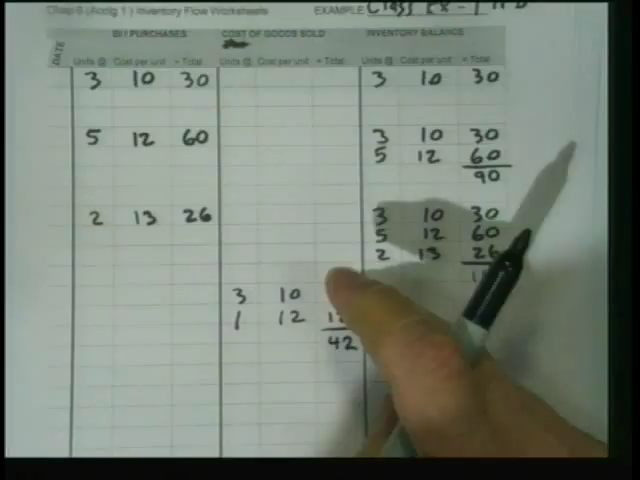 Chap 6 (Acctg 1) Inventory Flow Worksheets EXAMPLE Class Ex-1
DATE BI/PURCHASES COST OF GOODS SOLD INVENTORY BALANCE
Units @ Cost per unit = Total Units @ Cost per unit = Total Units @ Cost per unit = Total
3 10 30 3 10 30
5 12 60 3 10 30
5 12 60
90
2 13 26 3 10 30
5 12 60
2 13 26
3 10
1 12
42